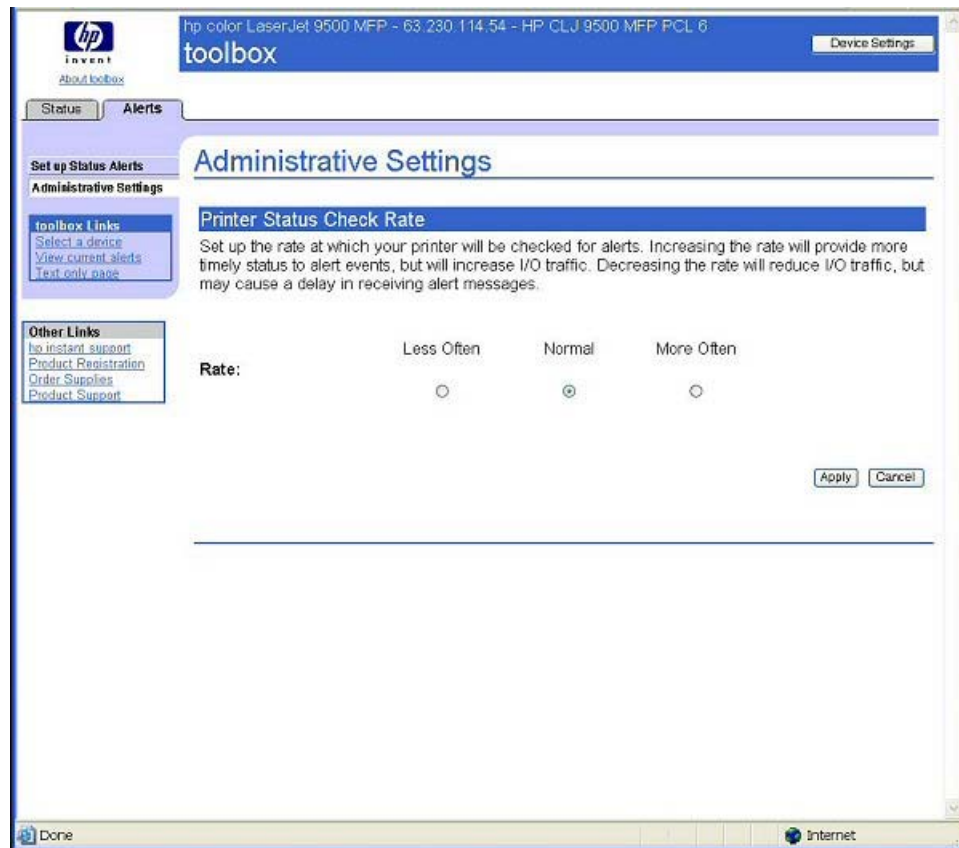 hp
invent
About toolbox
hp color LaserJet 9500 MFP - 63.230.114.54 - HP CLJ 9500 MFP PCL 6
toolbox
Device Settings
Status
Alerts
Set up Status Alerts
Administrative Settings
toolbox Links
Select a device
View current alerts
Text only page
Other Links
hp instant support
Product Registration
Order Supplies
Product Support
Administrative Settings
Printer Status Check Rate
Set up the rate at which your printer will be checked for alerts. Increasing the rate will provide more
timely status to alert events, but will increase I/O traffic. Decreasing the rate will reduce I/O traffic, but
may cause a delay in receiving alert messages.
Less Often Normal More Often
Rate:
Apply Cancel
Done
Internet